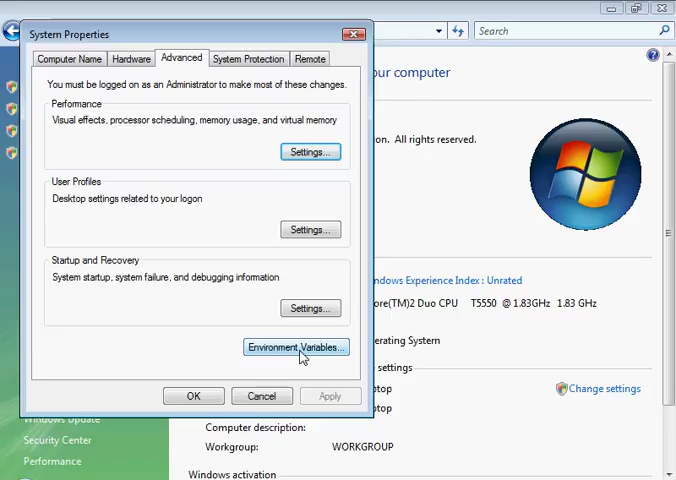 System Properties
Search
Computer Name
Hardware
Advanced
System Protection
Remote
You must be logged on as an Administrator to make most of these changes.
Performance
Visual effects, processor scheduling, memory usage, and virtual memory
Settings...
User Profiles
Desktop settings related to your logon
Settings...
Startup and Recovery
System startup, system failure, and debugging information
Settings...
Environment Variables...
OK
Cancel
Apply
our computer
on. All rights reserved.
ndows Experience Index : Unrated
ore(TM)2 Duo CPU T5550 @ 1.83GHz 1.83 GHz
erating System
settings
ptop
Change settings
ptop
Computer description:
Workgroup: WORKGROUP
Windows activation
Windows Update
Security Center
Performance